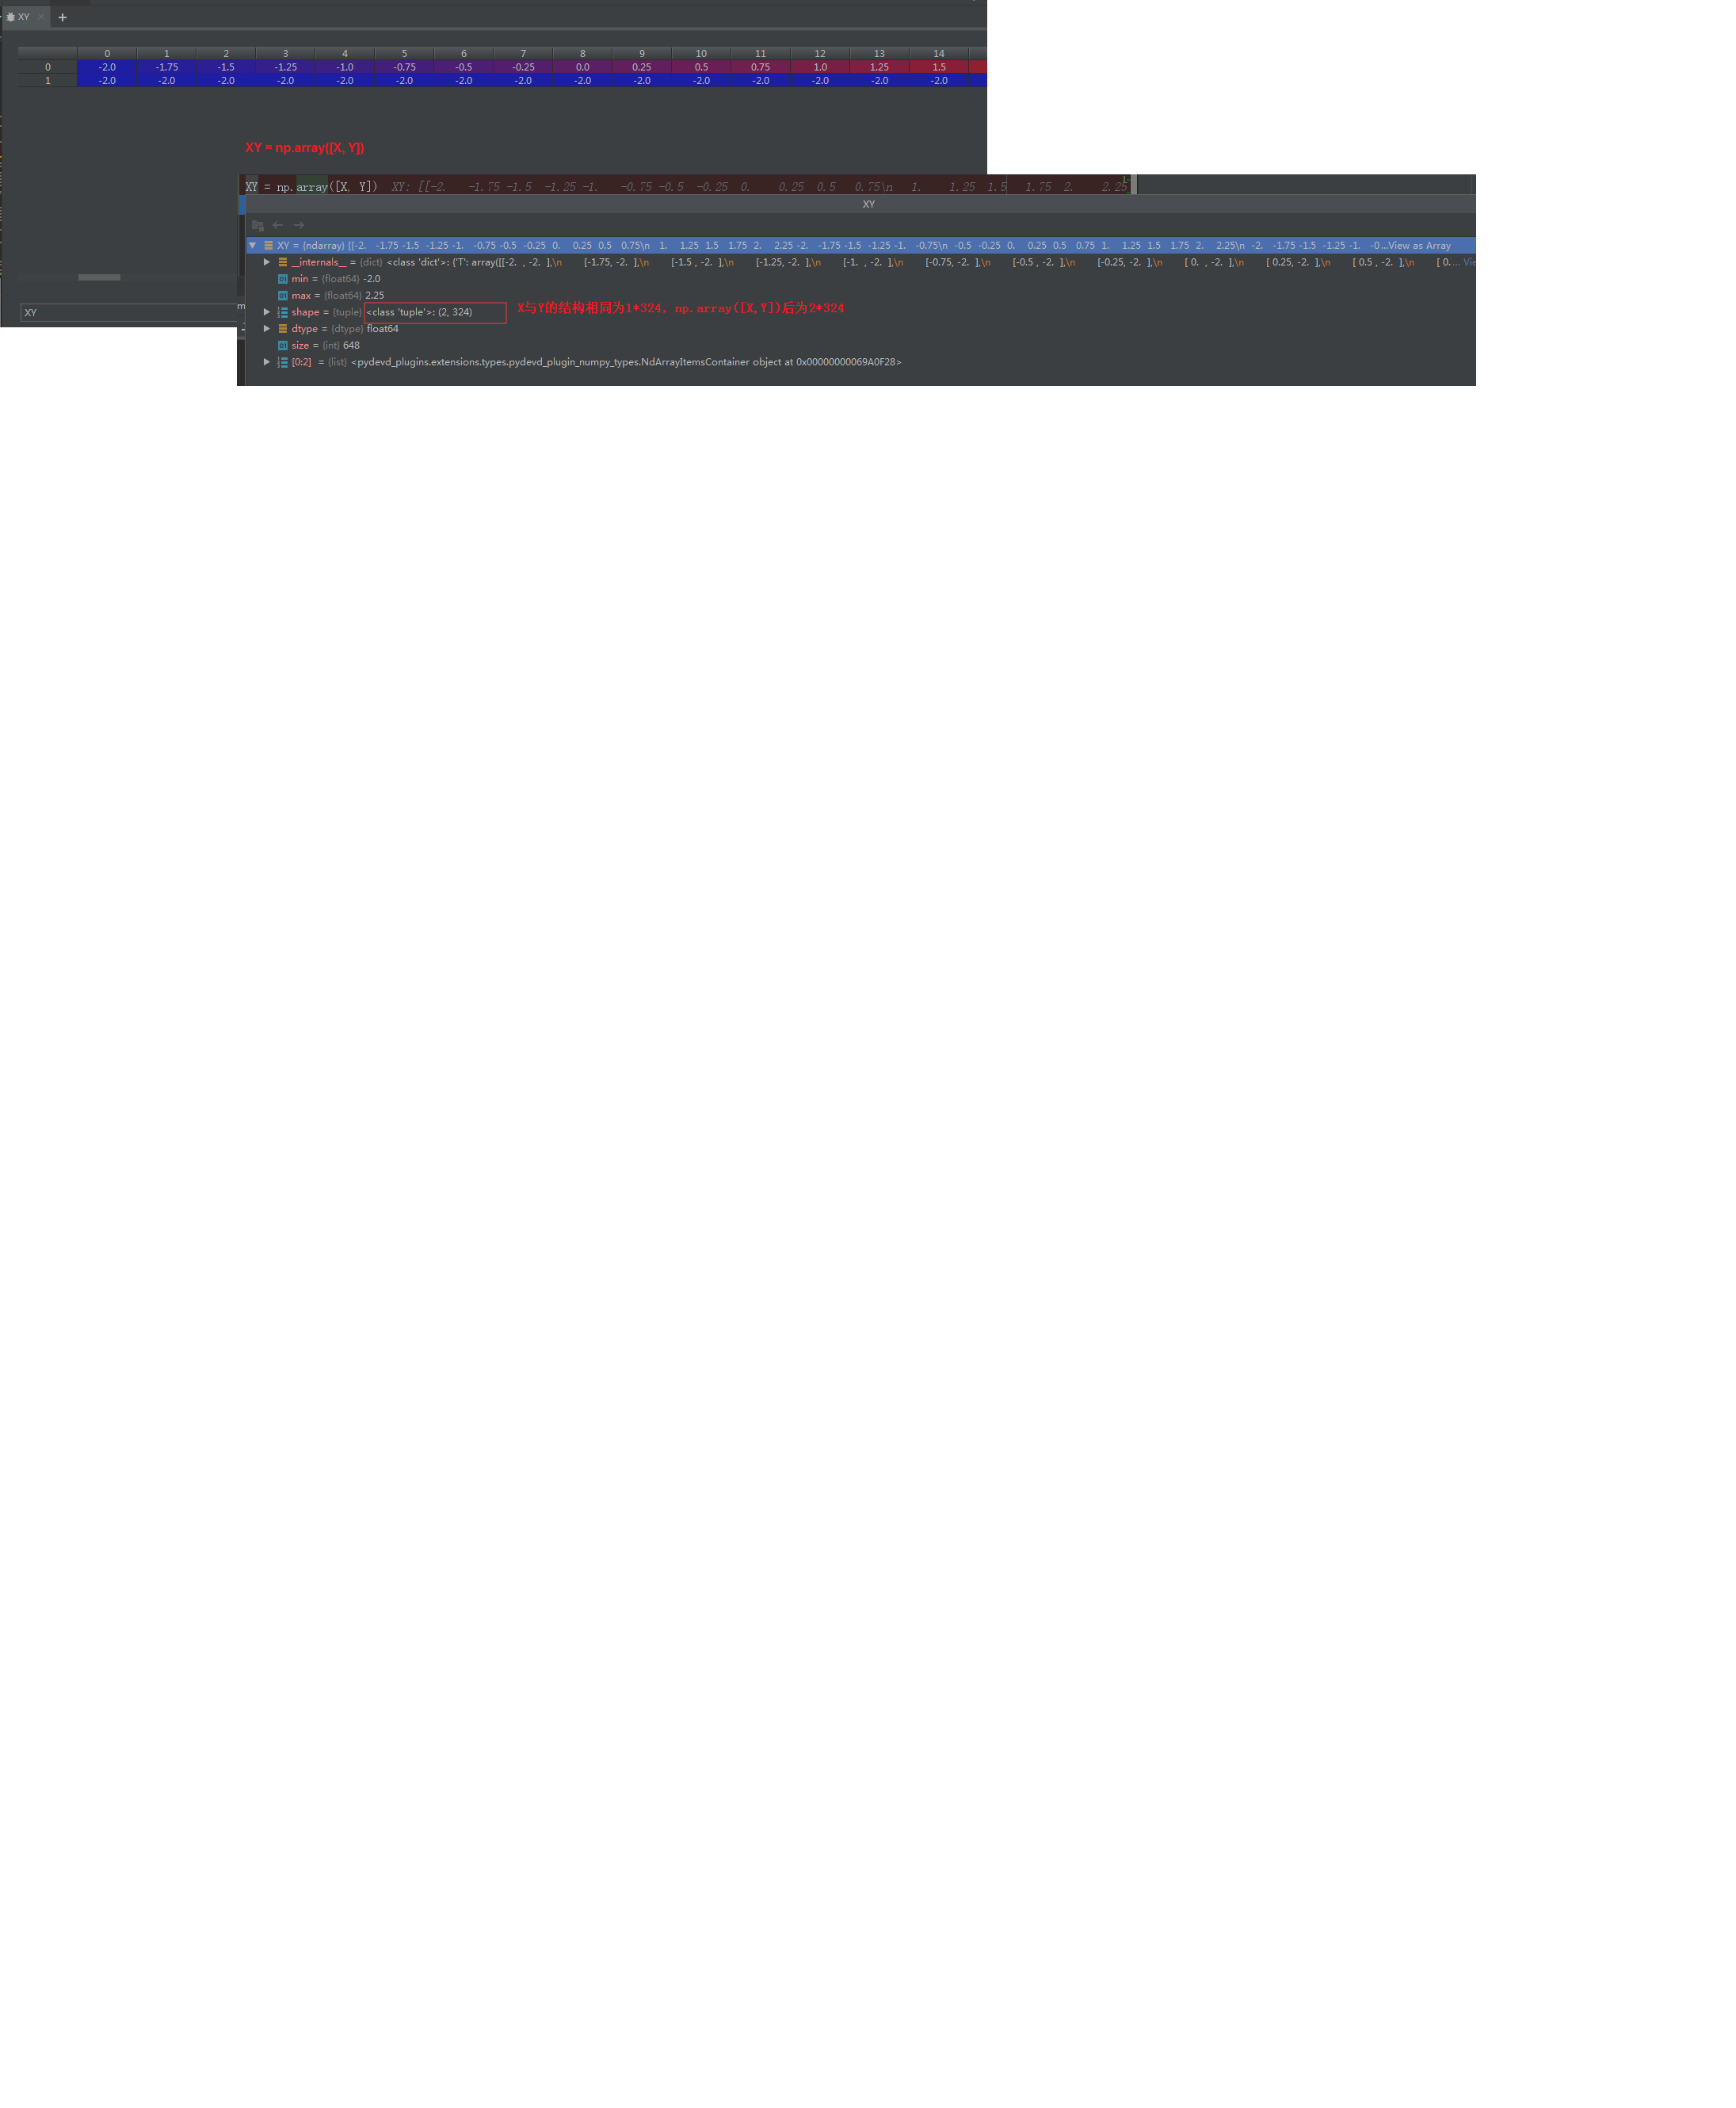 XY × +
0 1 2 3 4 5 6 7 8 9 10 11 12 13 14
0 -2.0 -1.75 -1.5 -1.25 -1.0 -0.75 -0.5 -0.25 0.0 0.25 0.5 0.75 1.0 1.25 1.5
1 -2.0 -2.0 -2.0 -2.0 -2.0 -2.0 -2.0 -2.0 -2.0 -2.0 -2.0 -2.0 -2.0 -2.0 -2.0
XY = np.array([X, Y])
XY = np.array([X, Y]) XY: [[-2. -1.75 -1.5 -1.25 -1. -0.75 -0.5 -0.25 0. 0.25 0.5 0.75\n 1. 1.25 1.5 1.75 2. 2.25
XY
XY = {ndarray} [[-2. -1.75 -1.5 -1.25 -1. -0.75 -0.5 -0.25 0. 0.25 0.5 0.75\n 1. 1.25 1.5 1.75 2. 2.25 -2. -1.75 -1.5 -1.25 -1. -0.75\n -0.5 -0.25 0. 0.25 0.5 0.75 1. 1.25 1.5 1.75 2. 2.25\n -2. -1.75 -1.5 -1.25 -1. -0...View as Array
__internals__ = {dict} <class 'dict'>: {'T': array([[-2. , -2. ],\n [-1.75, -2. ],\n [-1.5 , -2. ],\n [-1.25, -2. ],\n [-1. , -2. ],\n [-0.75, -2. ],\n [-0.5 , -2. ],\n [-0.25, -2. ],\n [ 0. , -2. ],\n [ 0.25, -2. ],\n [ 0.5 , -2. ],\n [ 0.... Vie
min = {float64} -2.0
max = {float64} 2.25
shape = {tuple} <class 'tuple'>: (2, 324) X与Y的结构相同为1*324, np.array([X,Y])后为2*324
XY
dtype = {dtype} float64
size = {int} 648
[0:2] = {list} <pydevd_plugins.extensions.types.pydevd_plugin_numpy_types.NdArrayItemsContainer object at 0x00000000069A0F28>